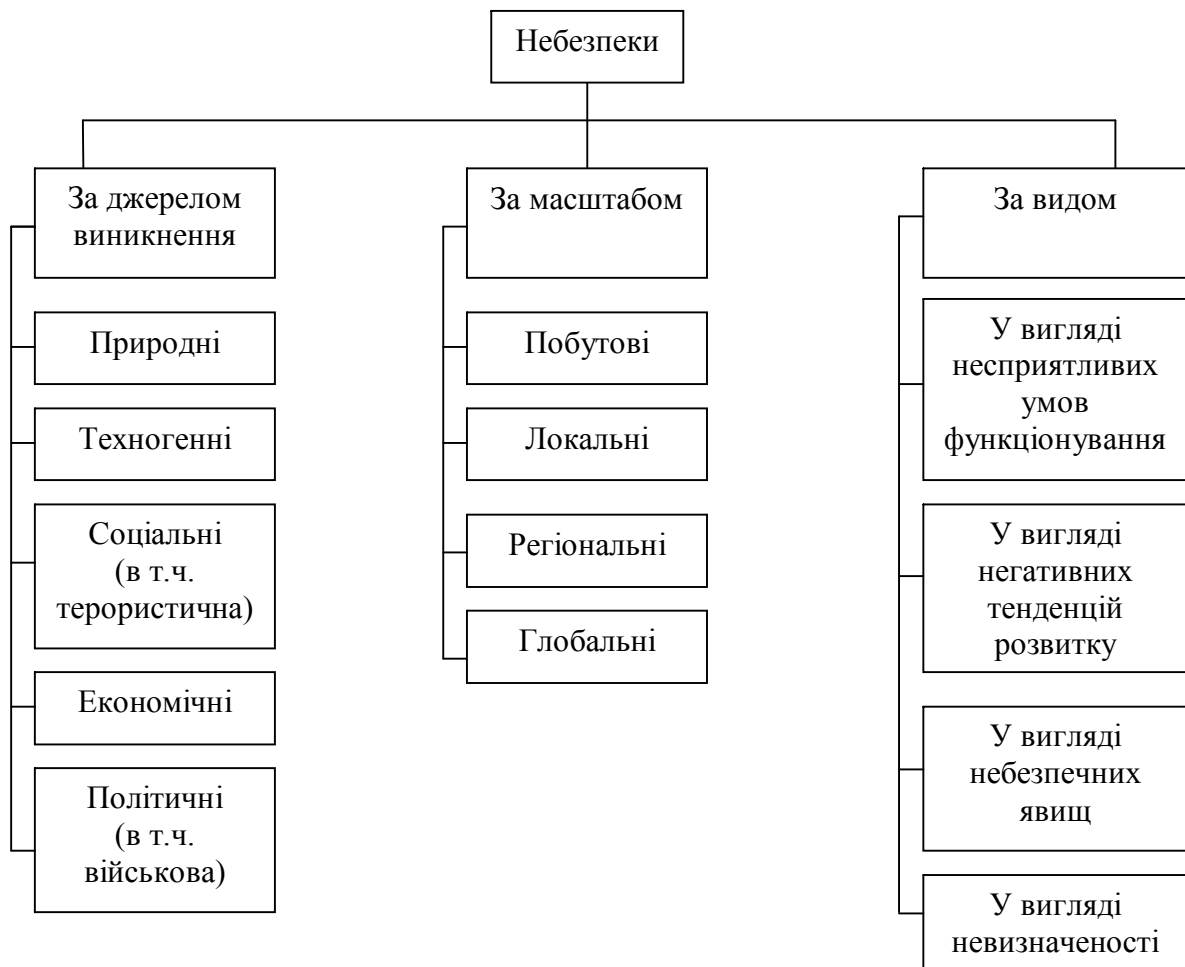 Небезпеки
За джерелом
виникнення
Природні
Техногенні
Соціальні
(в т.ч.
терористична)
Економічні
Політичні
(в т.ч.
військова)
За масштабом
Побутові
Локальні
Регіональні
Глобальні
За видом
У вигляді
несприятливих
умов
функціонування
У вигляді
негативних
тенденцій
розвитку
У вигляді
небезпечних
явищ
У вигляді
невизначеності